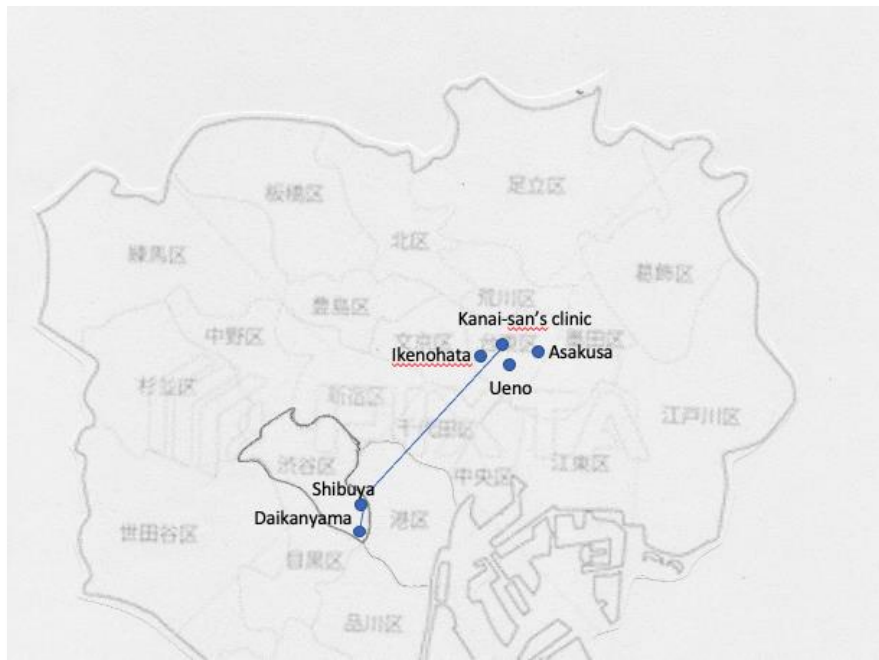 足立区
板橋区
北区
練馬区
葛飾区
荒川区
豊島区
Kanai-san's clinic
中野区
文京区
墨田区
Ikenohata
Asakusa
杉並区
Ueno
新宿区
江戸川区
千代田区
渋谷区
中央区
江東区
Shibuya
Daikanyama
港区
世田谷区
目黒区
品川区